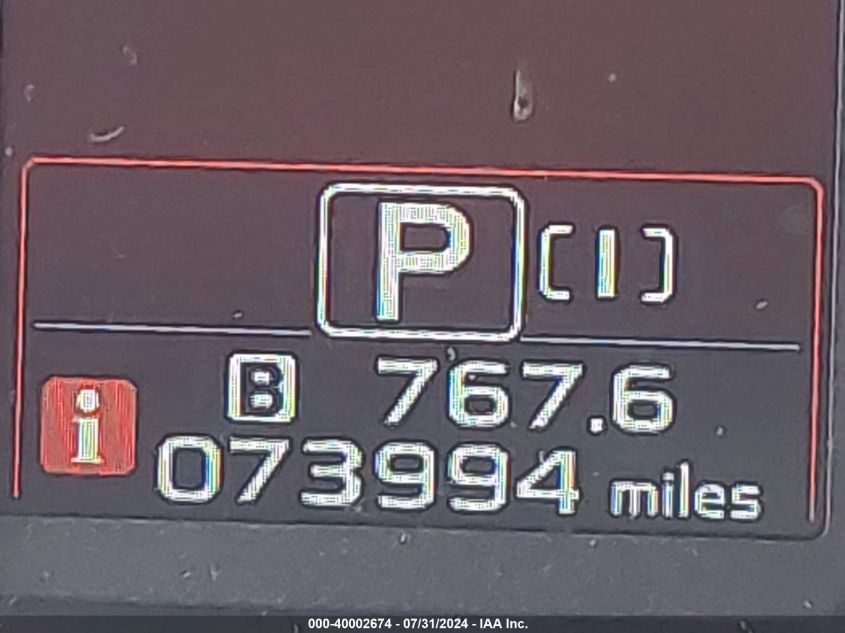 P [ I ]
B 767.6
i 073994 miles
000-40002674 - 07/31/2024 - IAA Inc.